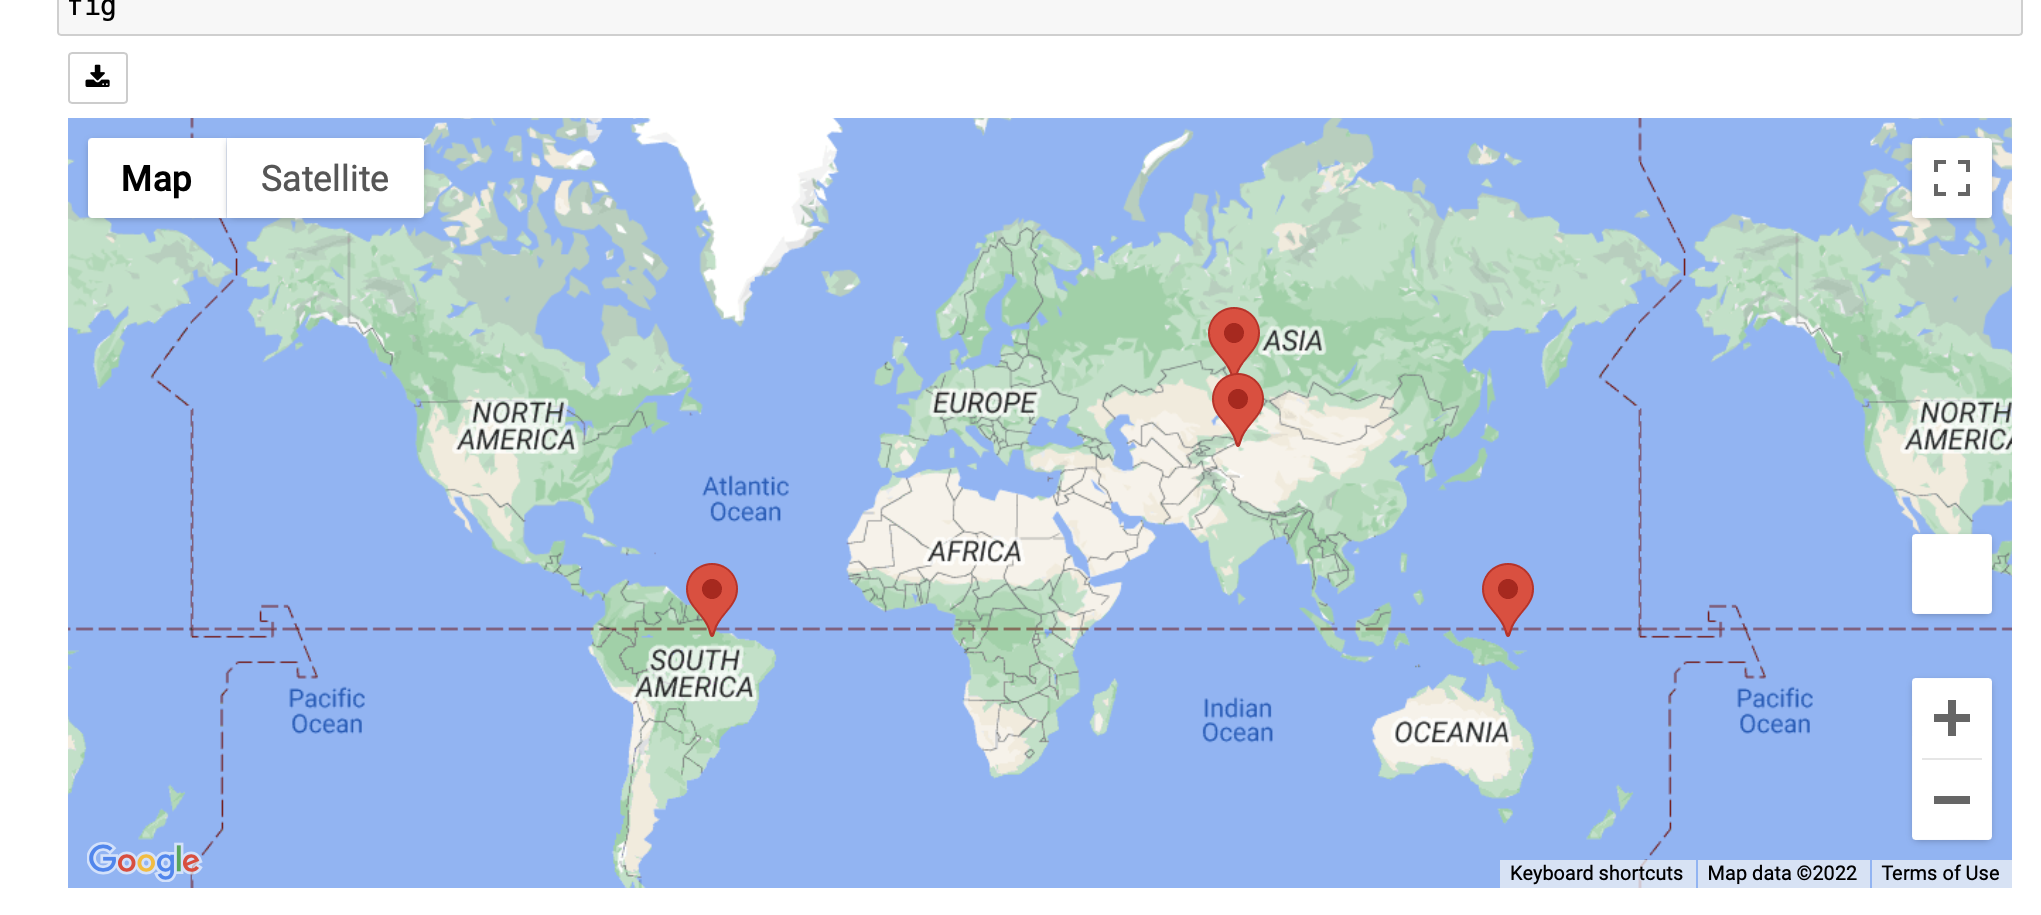 fig
Map
Satellite
ASIA
EUROPE
NORTH
AMERICA
NORTH
AMERICA
Atlantic
Ocean
AFRICA
SOUTH
AMERICA
Pacific
Ocean
Indian
Ocean
OCEANIA
Pacific
Ocean
Google
Keyboard shortcuts
Map data ©2022
Terms of Use